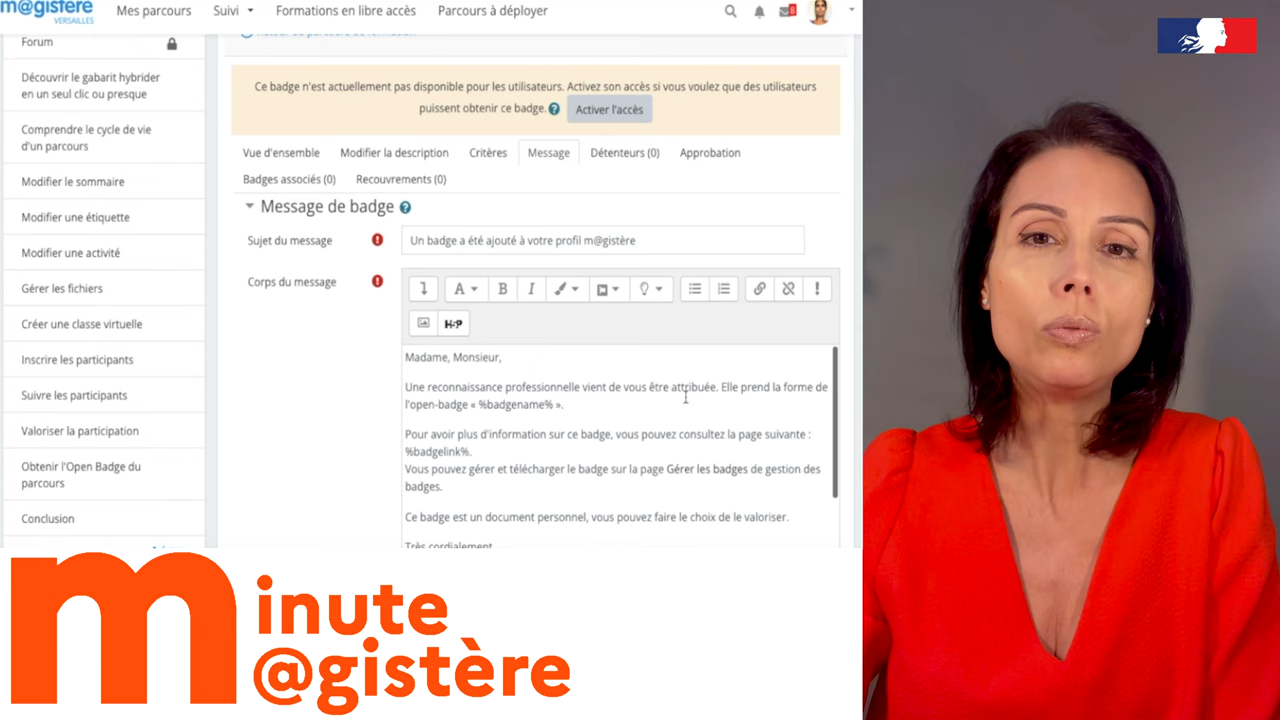 m@gistère
VERSAILLES
Mes parcours
Suivi
Formations en libre accès
Parcours à déployer
Forum
Découvrir le gabarit hybrider
en un seul clic ou presque
Comprendre le cycle de vie
d'un parcours
Modifier le sommaire
Modifier une étiquette
Modifier une activité
Gérer les fichiers
Créer une classe virtuelle
Inscrire les participants
Suivre les participants
Valoriser la participation
Obtenir l'Open Badge du
parcours
Conclusion
Retour au parcours de formation
Ce badge n'est actuellement pas disponible pour les utilisateurs. Activez son accès si vous voulez que des utilisateurs
puissent obtenir ce badge. ?
Activer l'accès
Vue d'ensemble
Modifier la description
Critères
Message
Détenteurs (0)
Approbation
Badges associés (0)
Recouvrements (0)
Message de badge ?
Sujet du message !
Un badge a été ajouté à votre profil m@gistère
Corps du message !
A B I !
H5P
Madame, Monsieur,
Une reconnaissance professionnelle vient de vous être attribuée. Elle prend la forme de
l'open-badge « %badgename% ».
Pour avoir plus d'information sur ce badge, vous pouvez consultez la page suivante :
%badgelink%.
Vous pouvez gérer et télécharger le badge sur la page Gérer les badges de gestion des
badges.
Ce badge est un document personnel, vous pouvez faire le choix de le valoriser.
Très cordialement
minute
@gistère